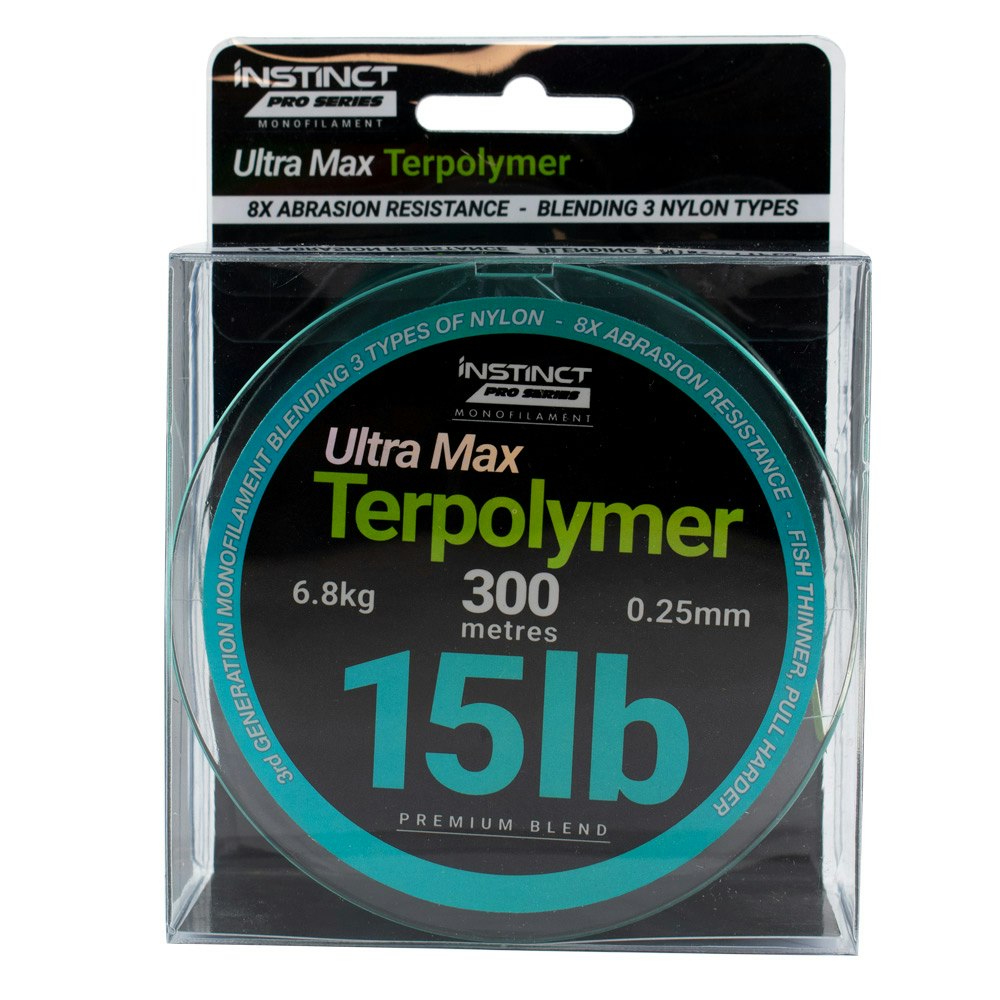 INSTINCT
PRO SERIES
MONOFILAMENT
Ultra Max Terpolymer
8X ABRASION RESISTANCE - BLENDING 3 NYLON TYPES
3rd GENERATION MONOFILAMENT BLENDING 3 TYPES OF NYLON - 8X ABRASION RESISTANCE - FISH THINNER, PULL HARDER
INSTINCT
PRO SERIES
MONOFILAMENT
Ultra Max
Terpolymer
6.8kg 300 0.25mm
metres
15lb
PREMIUM BLEND